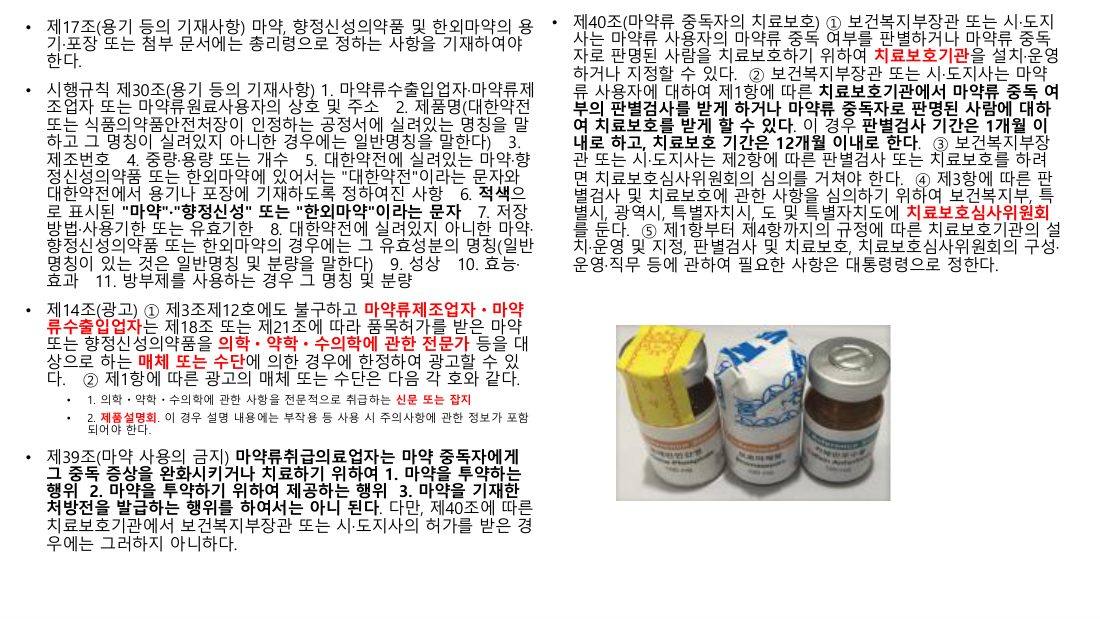 • 제17조(용기 등의 기재사항) 마약, 향정신성의약품 및 한외마약의 용
기·포장 또는 첨부 문서에는 총리령으로 정하는 사항을 기재하여야
한다.
• 시행규칙 제30조(용기 등의 기재사항) 1. 마약류수출입업자·마약류제
조업자 또는 마약류원료사용자의 상호 및 주소 2. 제품명(대한약전
또는 식품의약품안전처장이 인정하는 공정서에 실려있는 명칭을 말
하고 그 명칭이 실려있지 아니한 경우에는 일반명칭을 말한다) 3.
제조번호 4. 중량·용량 또는 개수 5. 대한약전에 실려있는 마약·향
정신성의약품 또는 한외마약에 있어서는 "대한약전"이라는 문자와
대한약전에서 용기나 포장에 기재하도록 정하여진 사항 6. 적색으
로 표시된 "마약"·"향정신성" 또는 "한외마약"이라는 문자 7. 저장
방법·사용기한 또는 유효기한 8. 대한약전에 실려있지 아니한 마약·
향정신성의약품 또는 한외마약의 경우에는 그 유효성분의 명칭(일반
명칭이 있는 것은 일반명칭 및 분량을 말한다) 9. 성상 10. 효능·
효과 11. 방부제를 사용하는 경우 그 명칭 및 분량
• 제14조(광고) ① 제3조제12호에도 불구하고 마약류제조업자・마약
류수출입업자는 제18조 또는 제21조에 따라 품목허가를 받은 마약
또는 향정신성의약품을 의학・약학・수의학에 관한 전문가 등을 대
상으로 하는 매체 또는 수단에 의한 경우에 한정하여 광고할 수 있
다. ② 제1항에 따른 광고의 매체 또는 수단은 다음 각 호와 같다.
• 1. 의학・약학・수의학에 관한 사항을 전문적으로 취급하는 신문 또는 잡지
• 2. 제품설명회. 이 경우 설명 내용에는 부작용 등 사용 시 주의사항에 관한 정보가 포함
되어야 한다.
• 제39조(마약 사용의 금지) 마약류취급의료업자는 마약 중독자에게
그 중독 증상을 완화시키거나 치료하기 위하여 1. 마약을 투약하는
행위 2. 마약을 투약하기 위하여 제공하는 행위 3. 마약을 기재한
처방전을 발급하는 행위를 하여서는 아니 된다. 다만, 제40조에 따른
치료보호기관에서 보건복지부장관 또는 시·도지사의 허가를 받은 경
우에는 그러하지 아니하다.
• 제40조(마약류 중독자의 치료보호) ① 보건복지부장관 또는 시·도지
사는 마약류 사용자의 마약류 중독 여부를 판별하거나 마약류 중독
자로 판명된 사람을 치료보호하기 위하여 치료보호기관을 설치·운영
하거나 지정할 수 있다. ② 보건복지부장관 또는 시·도지사는 마약
류 사용자에 대하여 제1항에 따른 치료보호기관에서 마약류 중독 여
부의 판별검사를 받게 하거나 마약류 중독자로 판명된 사람에 대하
여 치료보호를 받게 할 수 있다. 이 경우 판별검사 기간은 1개월 이
내로 하고, 치료보호 기간은 12개월 이내로 한다. ③ 보건복지부장
관 또는 시·도지사는 제2항에 따른 판별검사 또는 치료보호를 하려
면 치료보호심사위원회의 심의를 거쳐야 한다. ④ 제3항에 따른 판
별검사 및 치료보호에 관한 사항을 심의하기 위하여 보건복지부, 특
별시, 광역시, 특별자치시, 도 및 특별자치도에 치료보호심사위원회
를 둔다. ⑤ 제1항부터 제4항까지의 규정에 따른 치료보호기관의 설
치·운영 및 지정, 판별검사 및 치료보호, 치료보호심사위원회의 구성·
운영·직무 등에 관하여 필요한 사항은 대통령령으로 정한다.